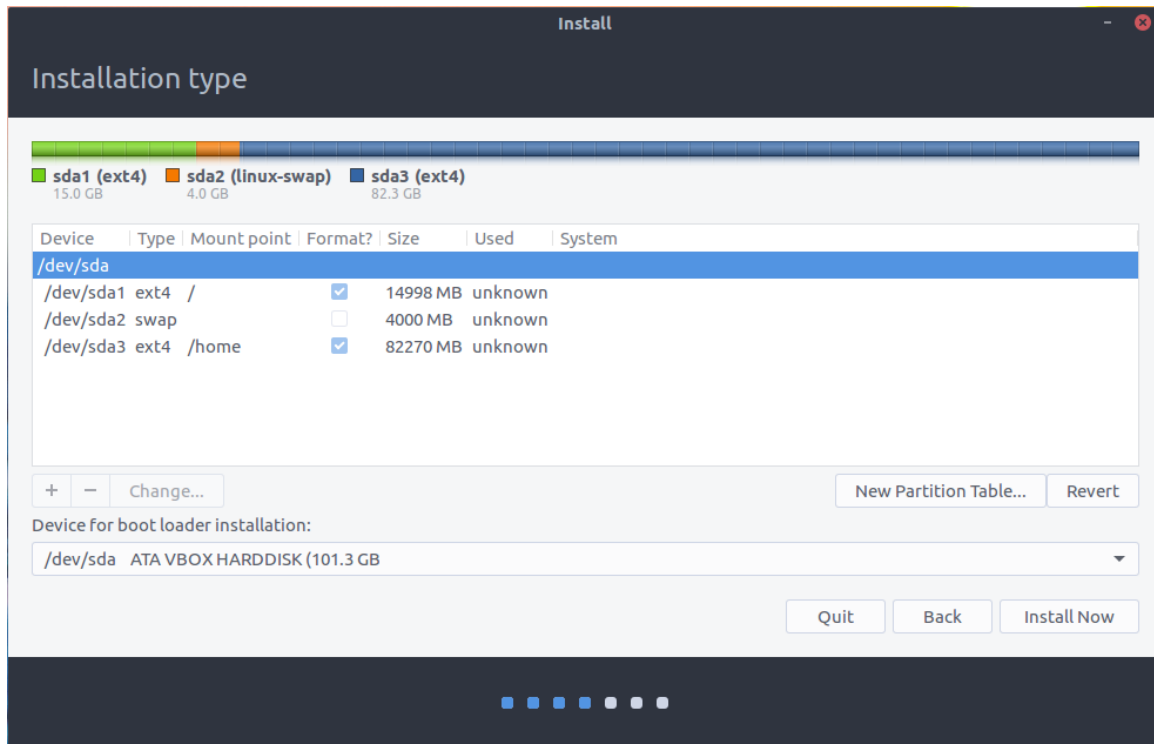 Install
Installation type
sda1 (ext4) sda2 (linux-swap) sda3 (ext4)
15.0 GB 4.0 GB 82.3 GB
Device Type Mount point Format? Size Used System
/dev/sda
/dev/sda1 ext4 / 14998 MB unknown
/dev/sda2 swap 4000 MB unknown
/dev/sda3 ext4 /home 82270 MB unknown
+ − Change... New Partition Table... Revert
Device for boot loader installation:
/dev/sda ATA VBOX HARDDISK (101.3 GB
Quit Back Install Now